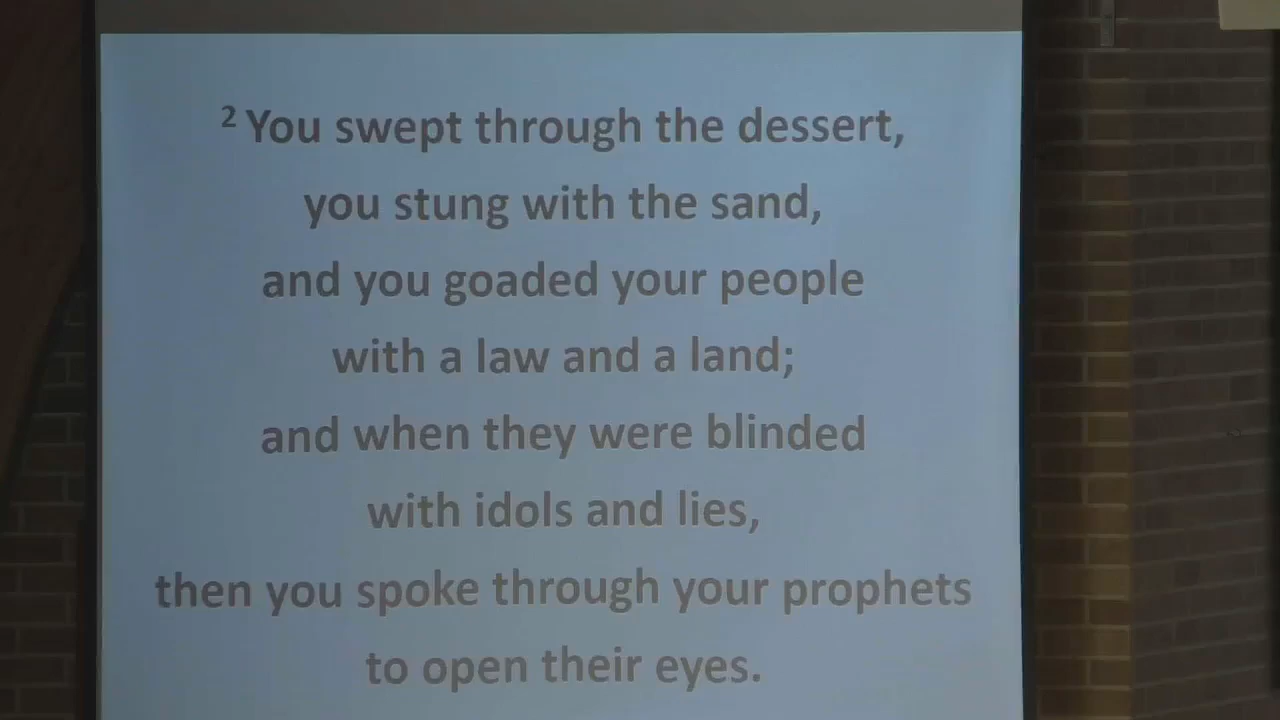 2 You swept through the dessert,
you stung with the sand,
and you goaded your people
with a law and a land;
and when they were blinded
with idols and lies,
then you spoke through your prophets
to open their eyes.